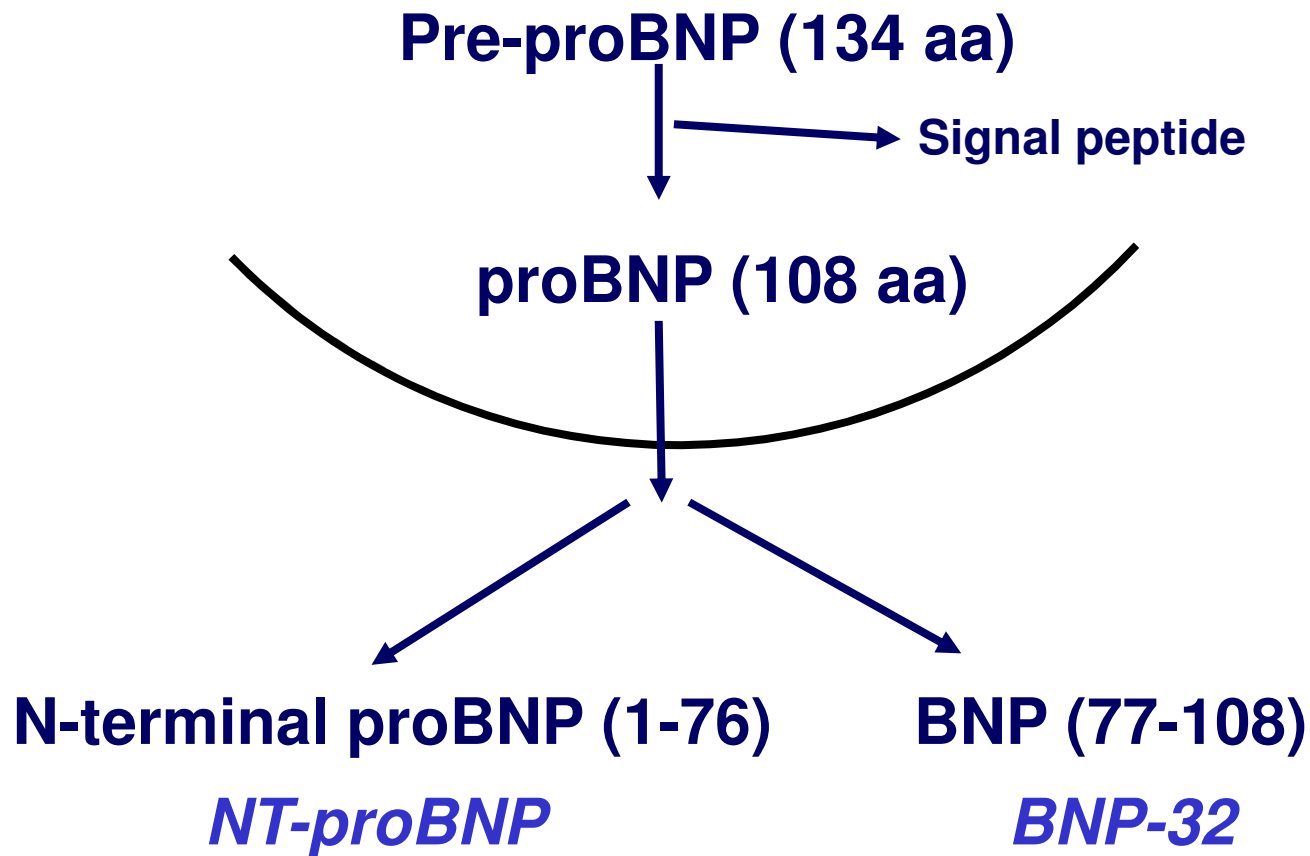 Pre-proBNP (134 aa)
Signal peptide
proBNP (108 aa)
N-terminal proBNP (1-76)
BNP (77-108)
NT-proBNP
BNP-32